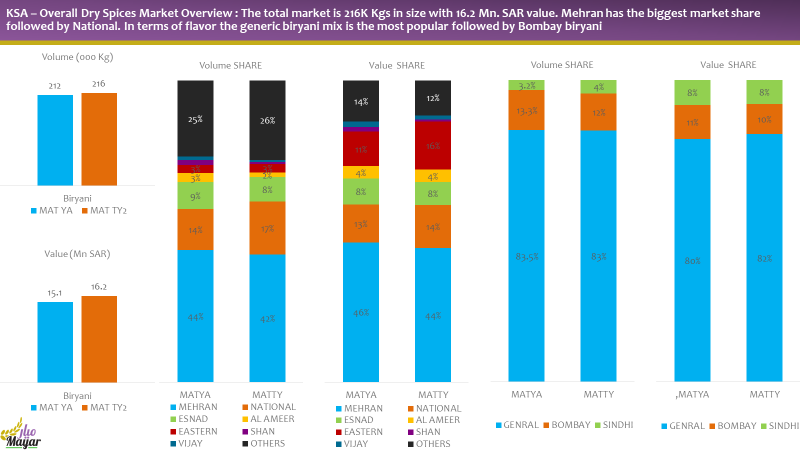 KSA – Overall Dry Spices Market Overview : The total market is 216K Kgs in size with 16.2 Mn. SAR value. Mehran has the biggest market share
followed by National. In terms of flavor the generic biryani mix is the most popular followed by Bombay biryani
Volume (000 Kg)
212
216
Biryani
MAT YA
MAT TY2
Value (Mn SAR)
15.1
16.2
Biryani
MAT YA
MAT TY2
ميار
Mayar
Volume SHARE
25%
26%
3%
9%
8%
14%
17%
44%
42%
MATYA
MATTY
MEHRAN
NATIONAL
ESNAD
AL AMEER
EASTERN
SHAN
VIJAY
OTHERS
Value SHARE
14%
12%
11%
16%
4%
4%
8%
8%
13%
14%
46%
44%
MATYA
MATTY
MEHRAN
NATIONAL
ESNAD
AL AMEER
EASTERN
SHAN
VIJAY
OTHERS
Volume SHARE
3.2%
4%
13.3%
12%
83.5%
83%
MATYA
MATTY
GENRAL
BOMBAY
SINDHI
Value SHARE
8%
8%
11%
10%
80%
82%
,MATYA
MATTY
GENRAL
BOMBAY
SINDHI